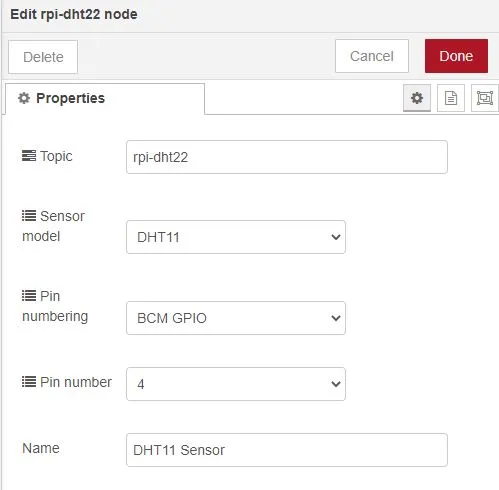 Edit rpi-dht22 node
Delete
Cancel
Done
Properties
Topic
rpi-dht22
Sensor
model
DHT11
Pin
numbering
BCM GPIO
Pin number
4
Name
DHT11 Sensor